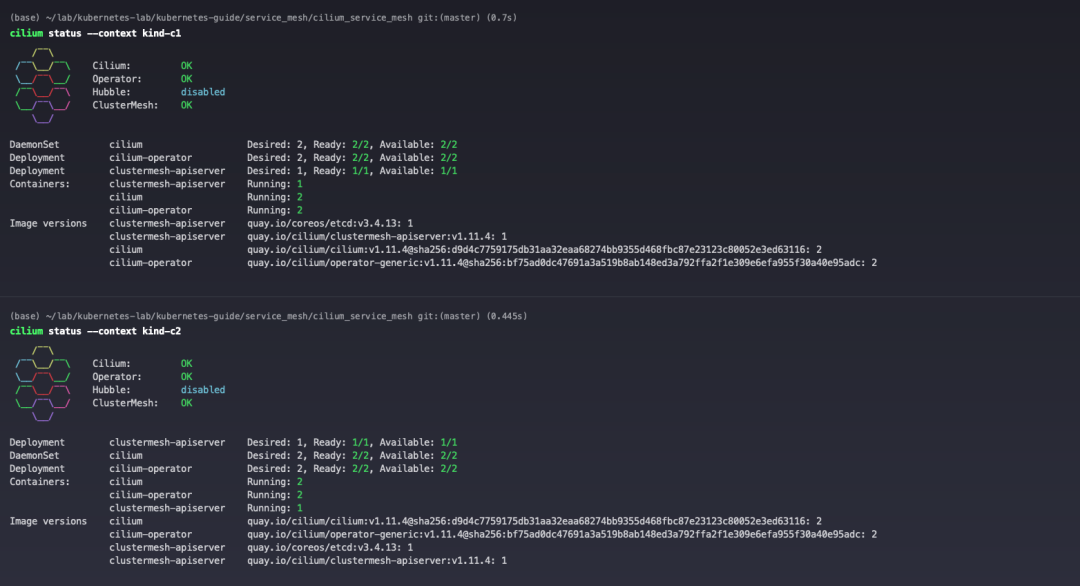 (base) ~/lab/kubernetes-lab/kubernetes-guide/service_mesh/cilium_service_mesh git:(master) (0.7s)
cilium status --context kind-c1
Cilium: OK
Operator: OK
Hubble: disabled
ClusterMesh: OK
DaemonSet cilium Desired: 2, Ready: 2/2, Available: 2/2
Deployment cilium-operator Desired: 2, Ready: 2/2, Available: 2/2
Deployment clustermesh-apiserver Desired: 1, Ready: 1/1, Available: 1/1
Containers: clustermesh-apiserver Running: 1
cilium Running: 2
cilium-operator Running: 2
Image versions clustermesh-apiserver quay.io/coreos/etcd:v3.4.13: 1
clustermesh-apiserver quay.io/cilium/clustermesh-apiserver:v1.11.4: 1
cilium quay.io/cilium/cilium:v1.11.4@sha256:d9d4c7759175db31aa32eaa68274bb9355d468fbc87e23123c80052e3ed63116: 2
cilium-operator quay.io/cilium/operator-generic:v1.11.4@sha256:bf75ad0dc47691a3a519b8ab148ed3a792ffa2f1e309e6efa955f30a40e95adc: 2
(base) ~/lab/kubernetes-lab/kubernetes-guide/service_mesh/cilium_service_mesh git:(master) (0.445s)
cilium status --context kind-c2
Cilium: OK
Operator: OK
Hubble: disabled
ClusterMesh: OK
Deployment clustermesh-apiserver Desired: 1, Ready: 1/1, Available: 1/1
DaemonSet cilium Desired: 2, Ready: 2/2, Available: 2/2
Deployment cilium-operator Desired: 2, Ready: 2/2, Available: 2/2
Containers: cilium Running: 2
cilium-operator Running: 2
clustermesh-apiserver Running: 1
Image versions cilium quay.io/cilium/cilium:v1.11.4@sha256:d9d4c7759175db31aa32eaa68274bb9355d468fbc87e23123c80052e3ed63116: 2
cilium-operator quay.io/cilium/operator-generic:v1.11.4@sha256:bf75ad0dc47691a3a519b8ab148ed3a792ffa2f1e309e6efa955f30a40e95adc: 2
clustermesh-apiserver quay.io/coreos/etcd:v3.4.13: 1
clustermesh-apiserver quay.io/cilium/clustermesh-apiserver:v1.11.4: 1